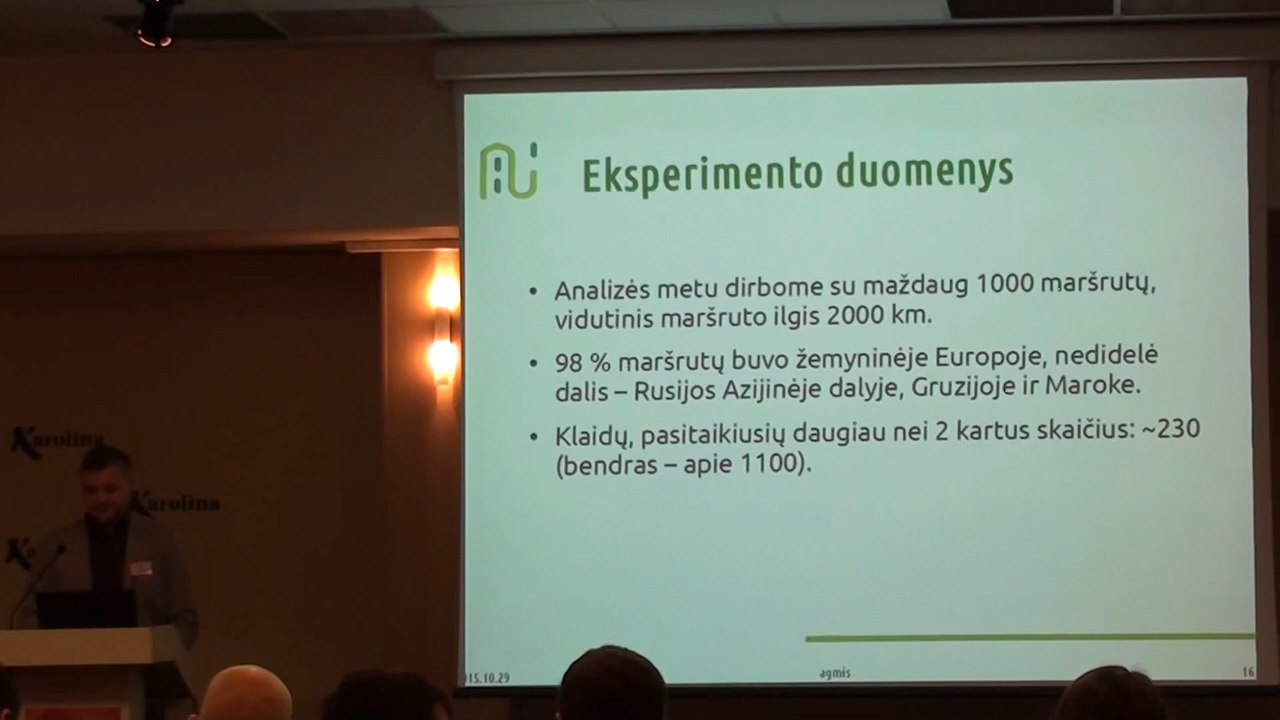 Eksperimento duomenys
• Analizės metu dirbome su maždaug 1000 maršrutų,
vidutinis maršruto ilgis 2000 km.
• 98 % maršrutų buvo žemyninėje Europoje, nedidelė
dalis – Rusijos Azijinėje dalyje, Gruzijoje ir Maroke.
• Klaidų, pasitaikiusių daugiau nei 2 kartus skaičius: ~230
(bendras – apie 1100).
15.10.29
agmis
16
Karolina
Karolina